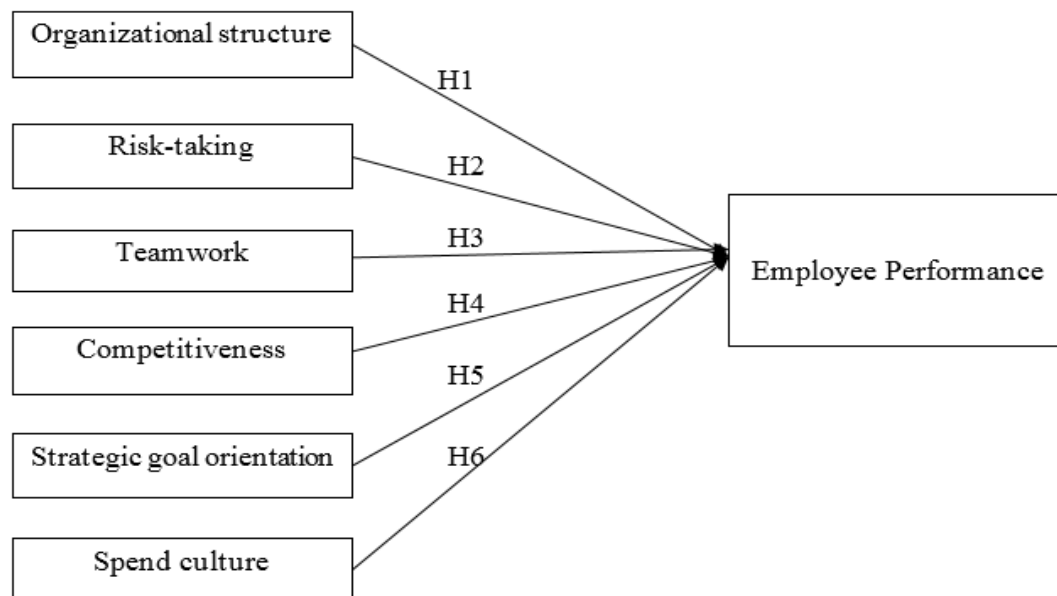 Organizational structure
H1
Risk-taking
H2
Teamwork
H3
Employee Performance
Competitiveness
H4
Strategic goal orientation
H5
Spend culture
H6